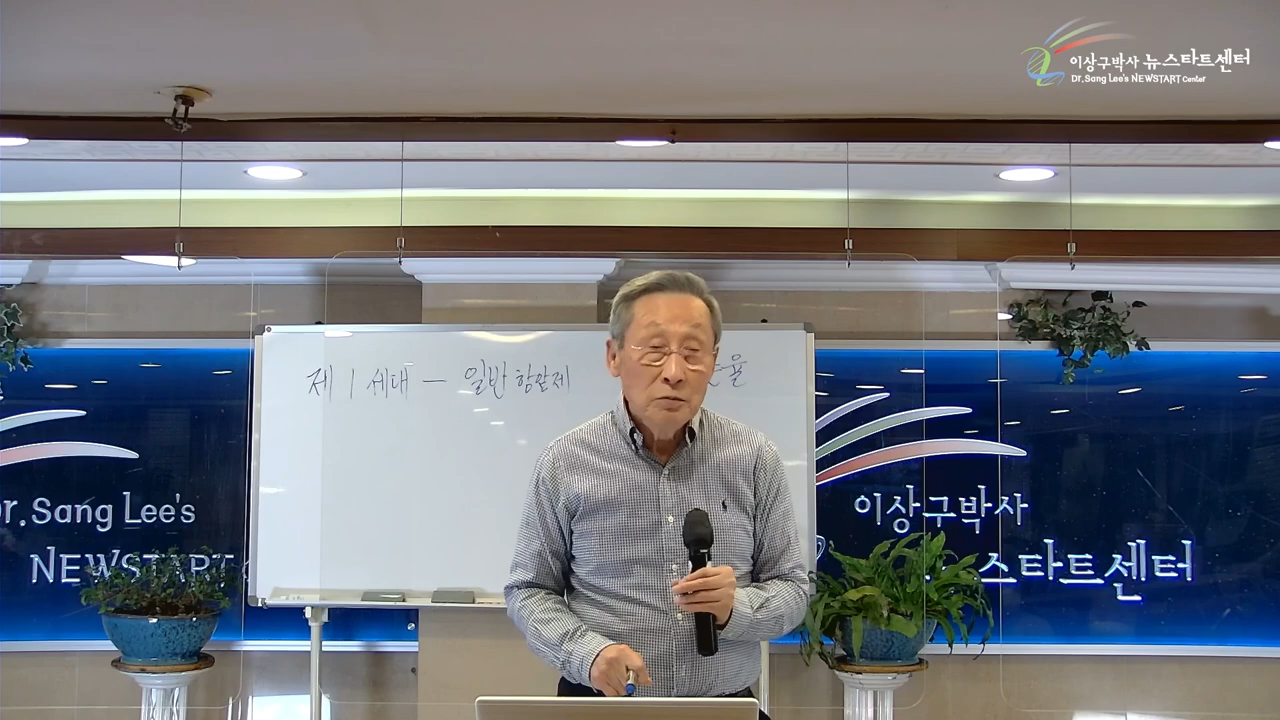 이상구박사 뉴스타트센터
Dr. Sang Lee's NEWSTART Center
제 1 세대 — 일반 항암제
율
r. Sang Lee's
NEWSTART
이상구박사
스타트센터